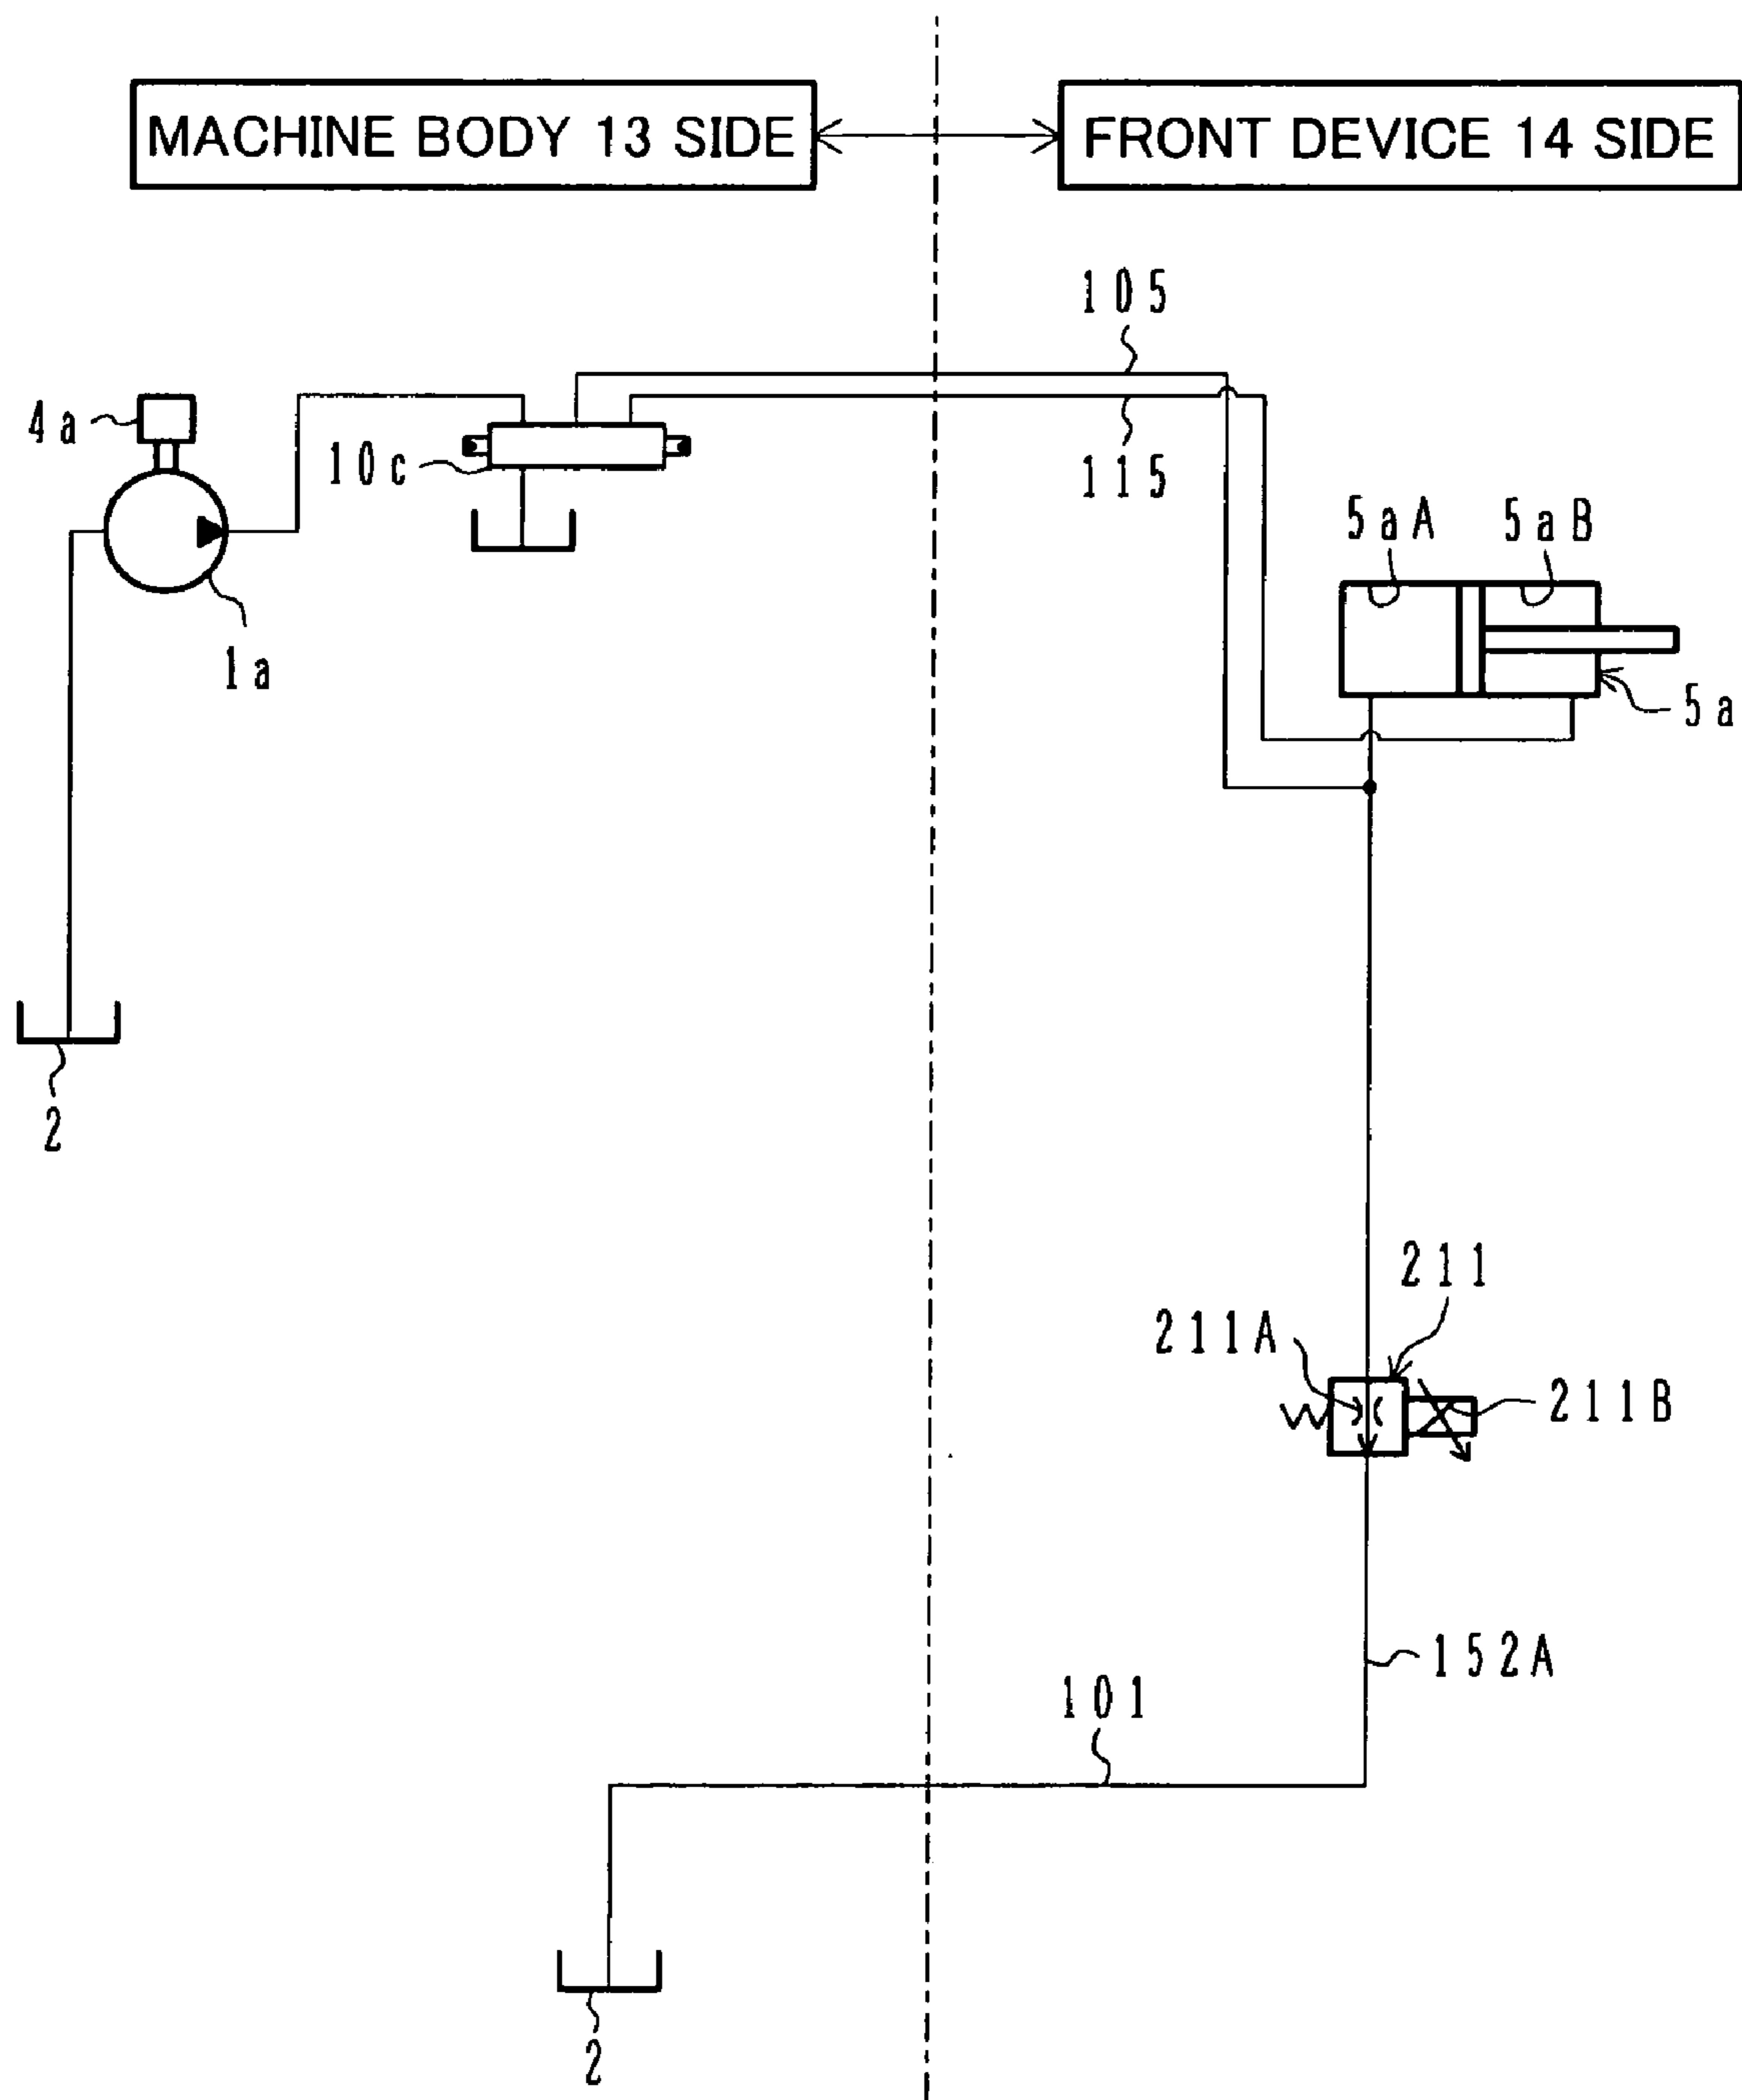 MACHINE BODY 13 SIDE
FRONT DEVICE 14 SIDE
105
4a
10c
115
5aA
5aB
1a
5a
2
211
211A
211B
152A
101
2